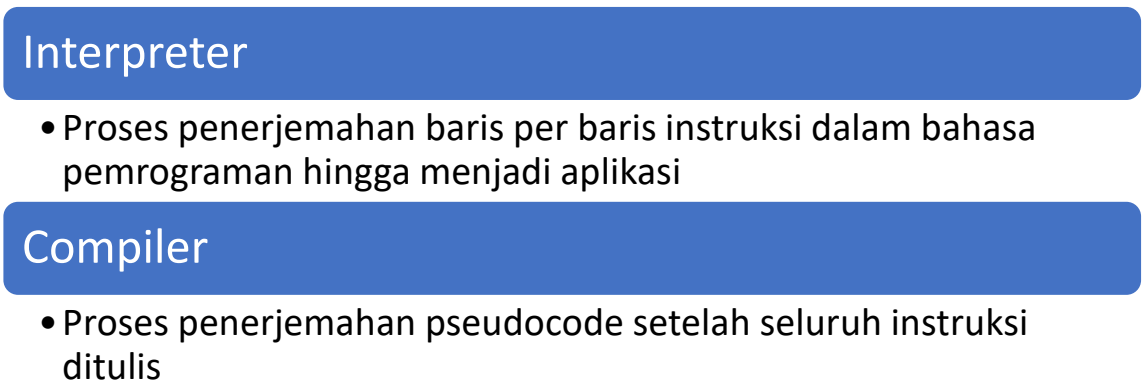 Interpreter
•Proses penerjemahan baris per baris instruksi dalam bahasa
pemrograman hingga menjadi aplikasi
Compiler
•Proses penerjemahan pseudocode setelah seluruh instruksi
ditulis